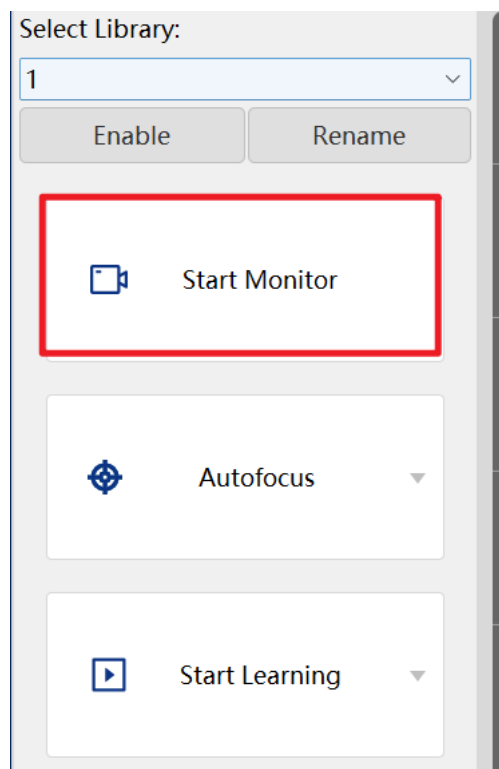 Select Library:
1
Enable Rename
Start Monitor
Autofocus
Start Learning